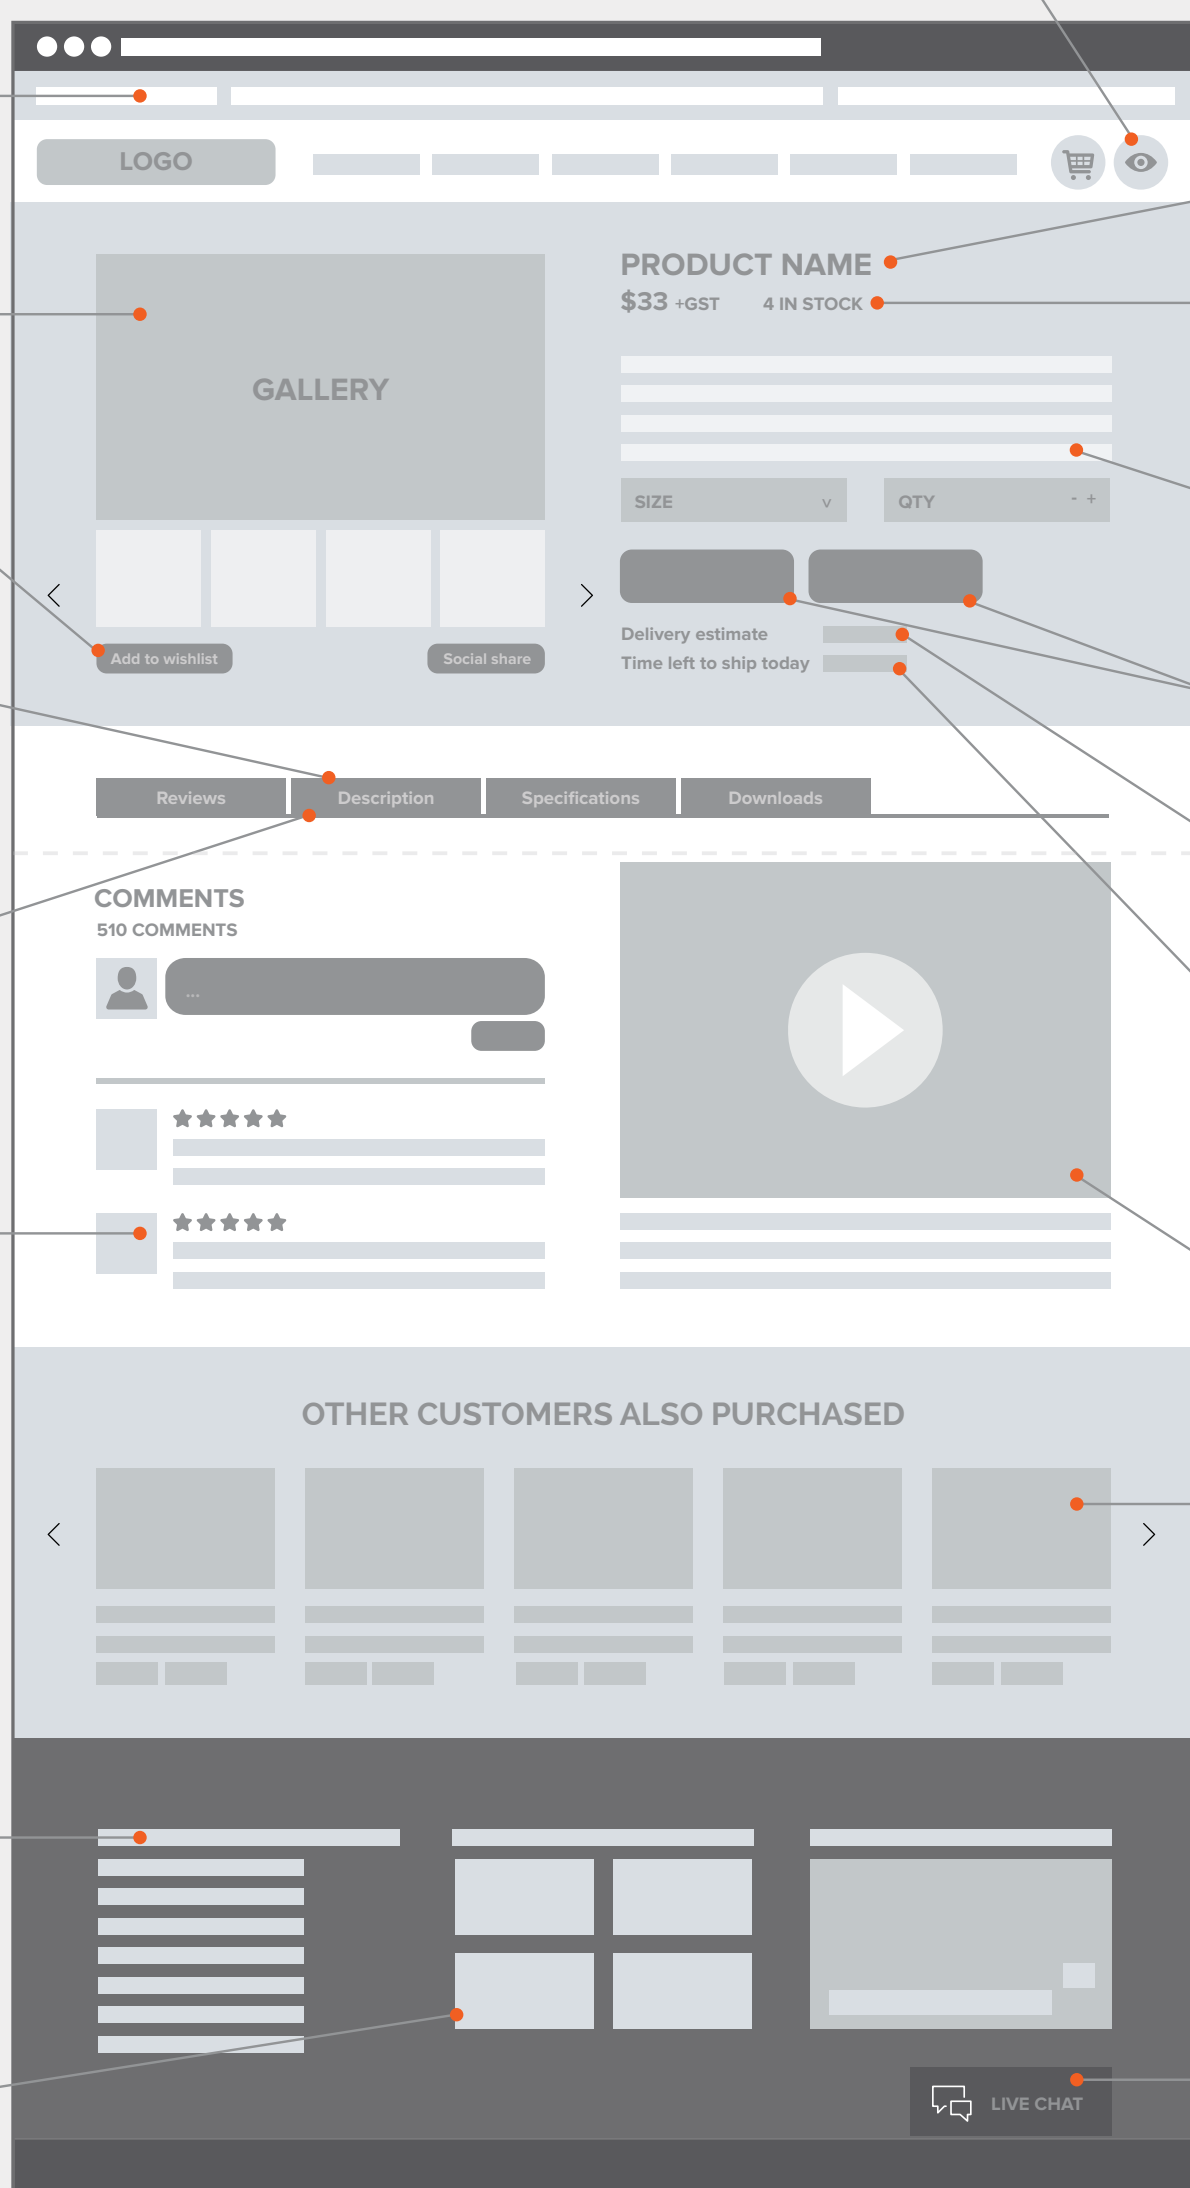 LOGO
PRODUCT NAME
$33 +GST 4 IN STOCK
GALLERY
SIZE v QTY - +
Delivery estimate
Add to wishlist Social share Time left to ship today
Reviews Description Specifications Downloads
COMMENTS
510 COMMENTS
...
OTHER CUSTOMERS ALSO PURCHASED
LIVE CHAT